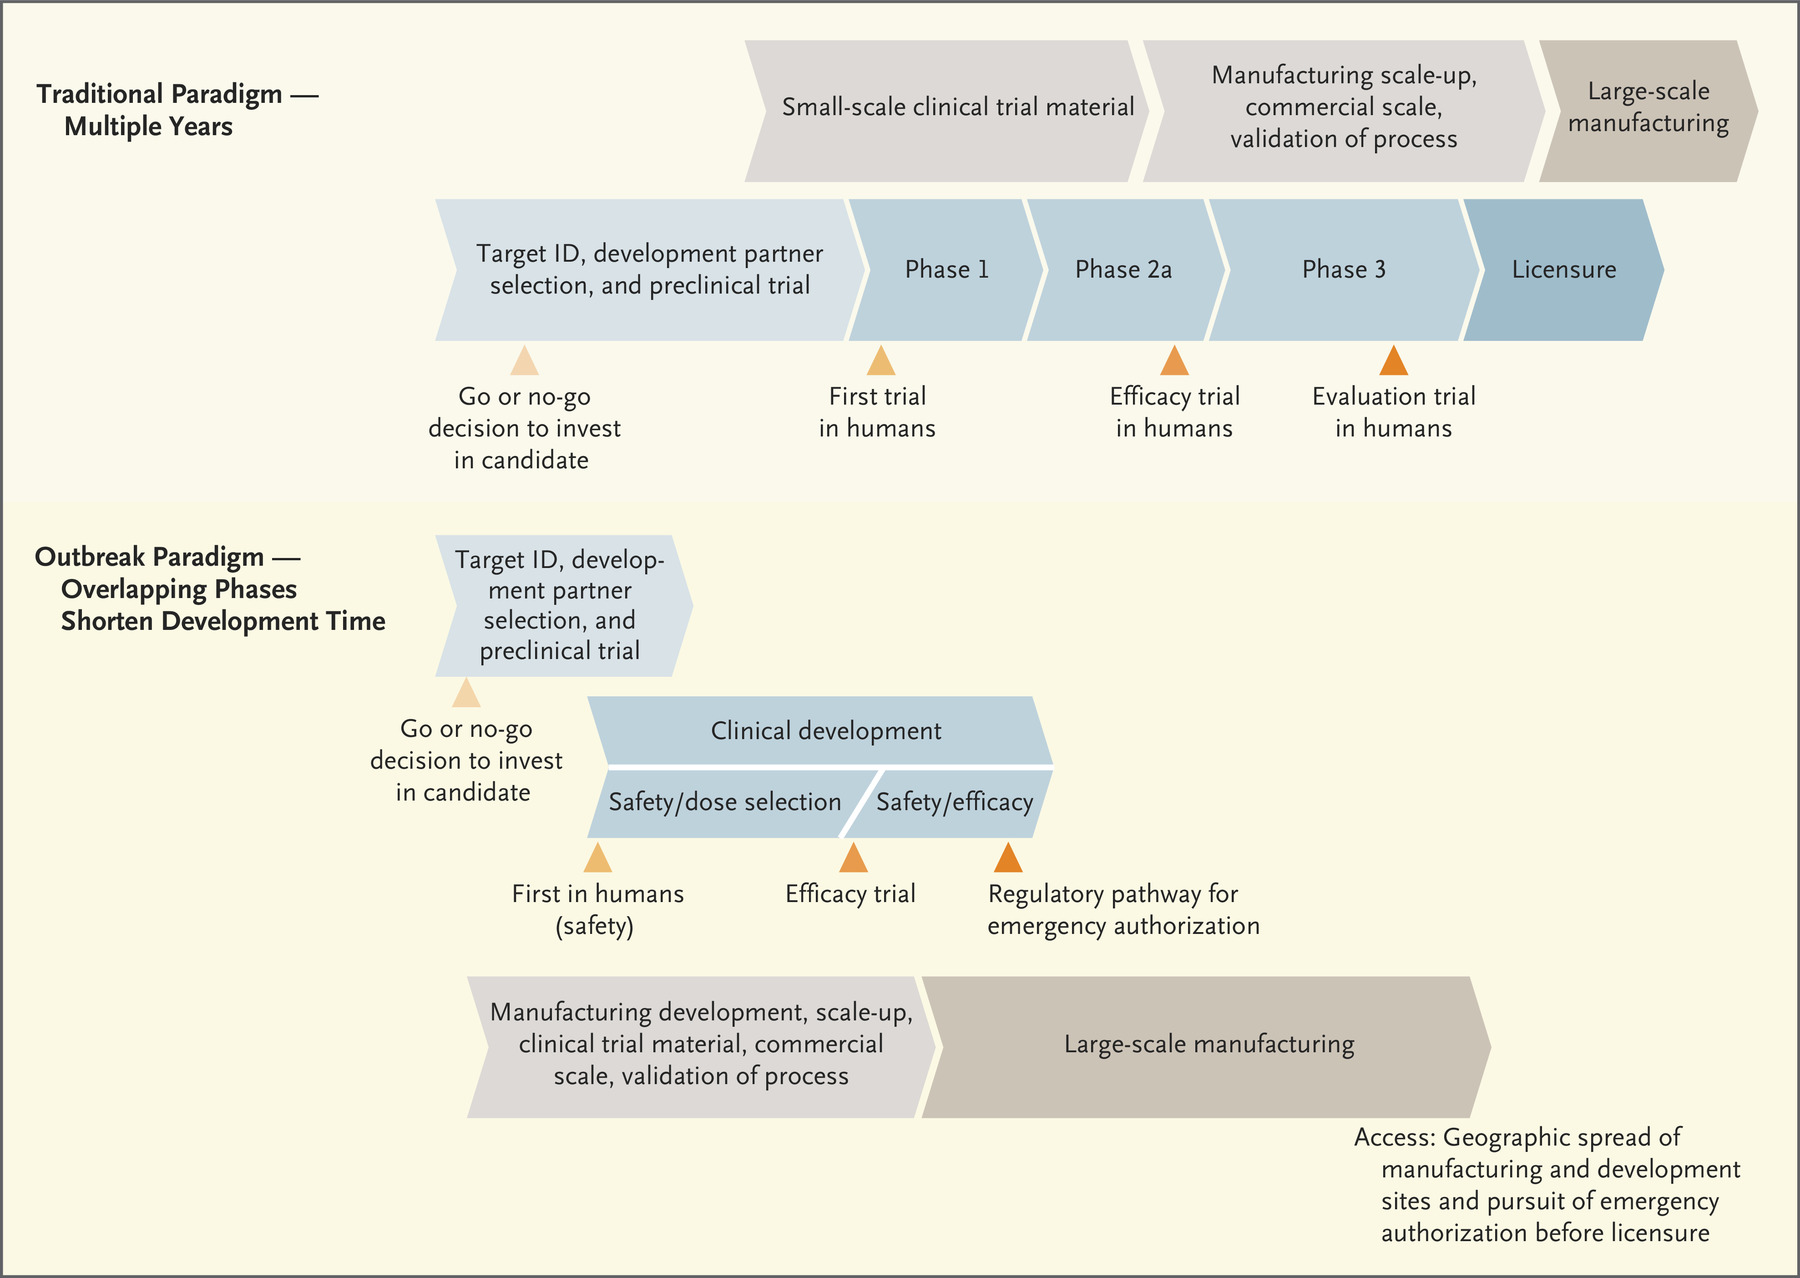 Traditional Paradigm —
Multiple Years
Small-scale clinical trial material
Manufacturing scale-up,
commercial scale,
validation of process
Large-scale
manufacturing
Target ID, development partner
selection, and preclinical trial
Phase 1
Phase 2a
Phase 3
Licensure
Go or no-go
decision to invest
in candidate
First trial
in humans
Efficacy trial
in humans
Evaluation trial
in humans
Outbreak Paradigm —
Overlapping Phases
Shorten Development Time
Target ID, develop-
ment partner
selection, and
preclinical trial
Go or no-go
decision to invest
in candidate
Clinical development
Safety/dose selection
Safety/efficacy
First in humans
(safety)
Efficacy trial
Regulatory pathway for
emergency authorization
Manufacturing development, scale-up,
clinical trial material, commercial
scale, validation of process
Large-scale manufacturing
Access: Geographic spread of
manufacturing and development
sites and pursuit of emergency
authorization before licensure